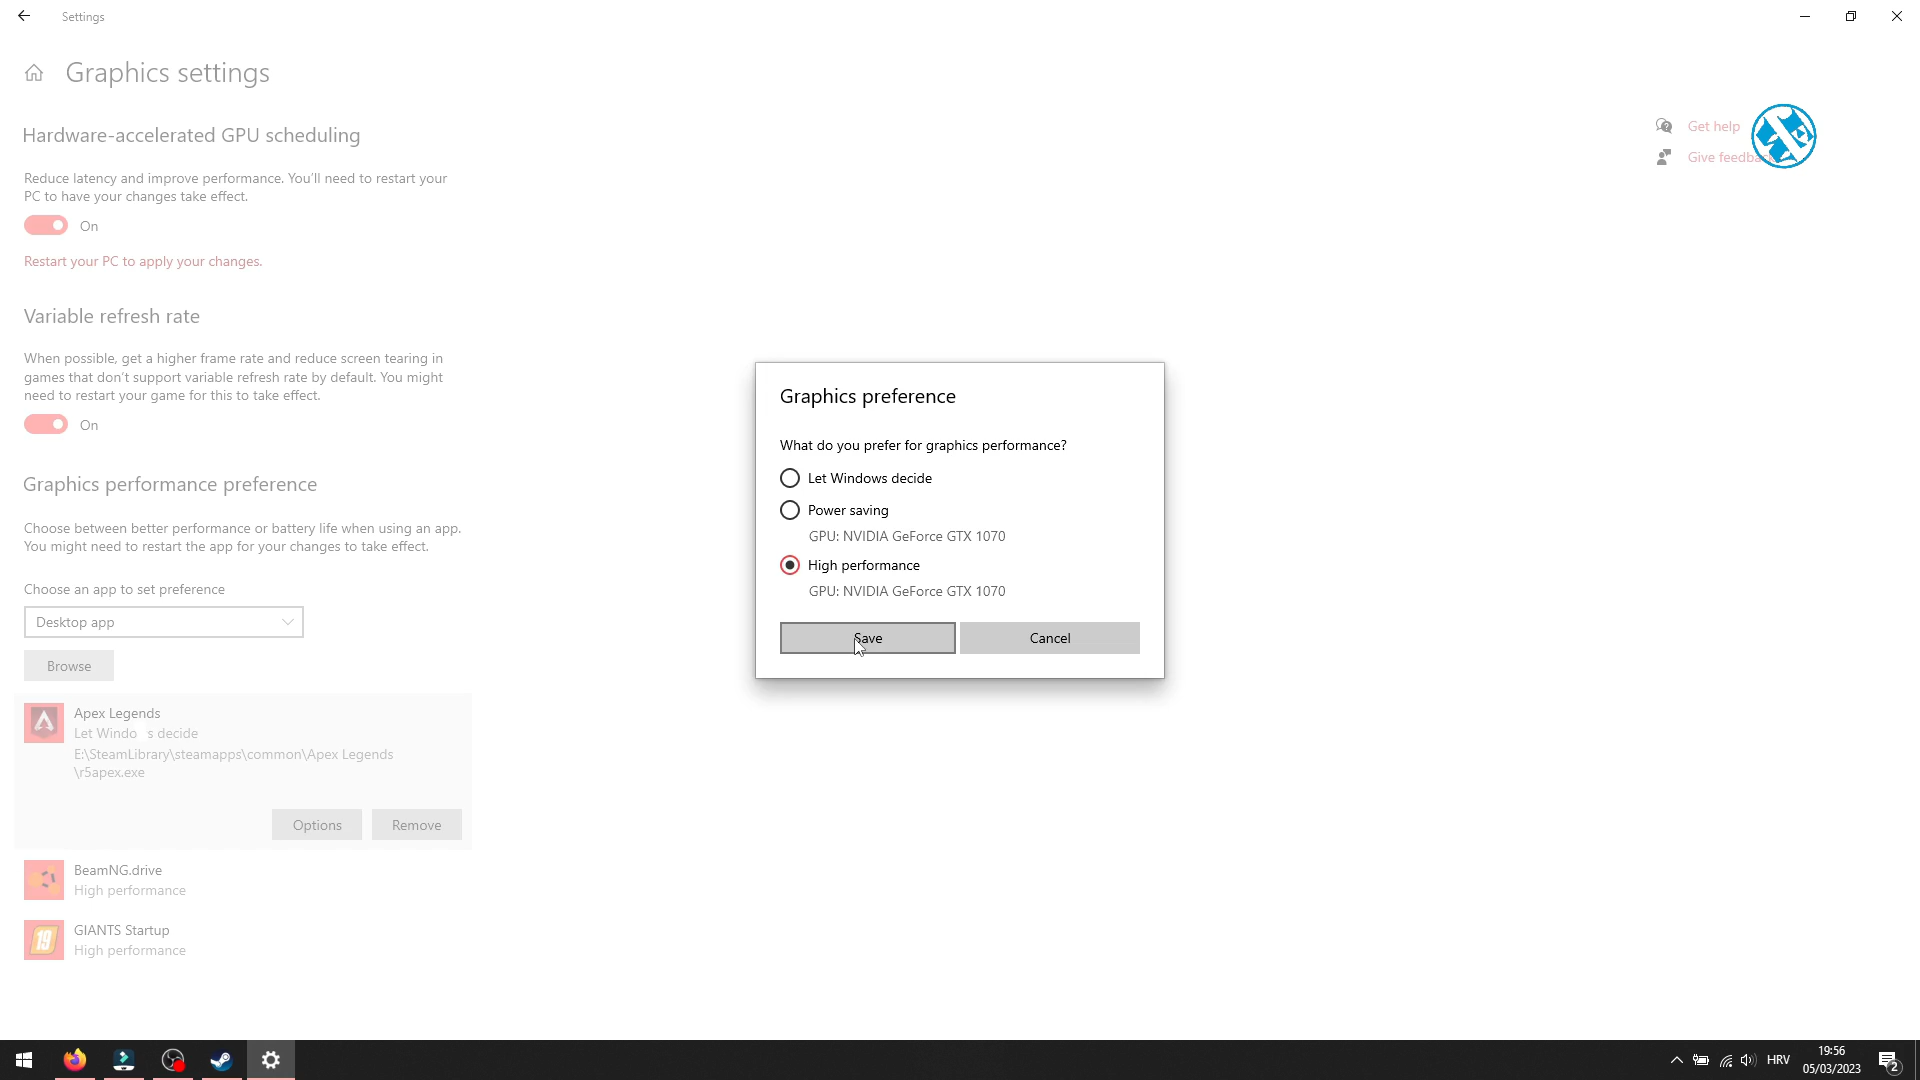 Settings
Graphics settings
Hardware-accelerated GPU scheduling
Reduce latency and improve performance. You'll need to restart your
PC to have your changes take effect.
On
Restart your PC to apply your changes.
Variable refresh rate
When possible, get a higher frame rate and reduce screen tearing in
games that don't support variable refresh rate by default. You might
need to restart your game for this to take effect.
On
Graphics performance preference
Choose between better performance or battery life when using an app.
You might need to restart the app for your changes to take effect.
Choose an app to set preference
Desktop app
Browse
Apex Legends
Let Windo s decide
E:\SteamLibrary\steamapps\common\Apex Legends
\r5apex.exe
Options
Remove
BeamNG.drive
High performance
19
GIANTS Startup
High performance
Get help
Give feedback
Graphics preference
What do you prefer for graphics performance?
Let Windows decide
Power saving
GPU: NVIDIA GeForce GTX 1070
High performance
GPU: NVIDIA GeForce GTX 1070
Save
Cancel
HRV
19:56
05/03/2023
2